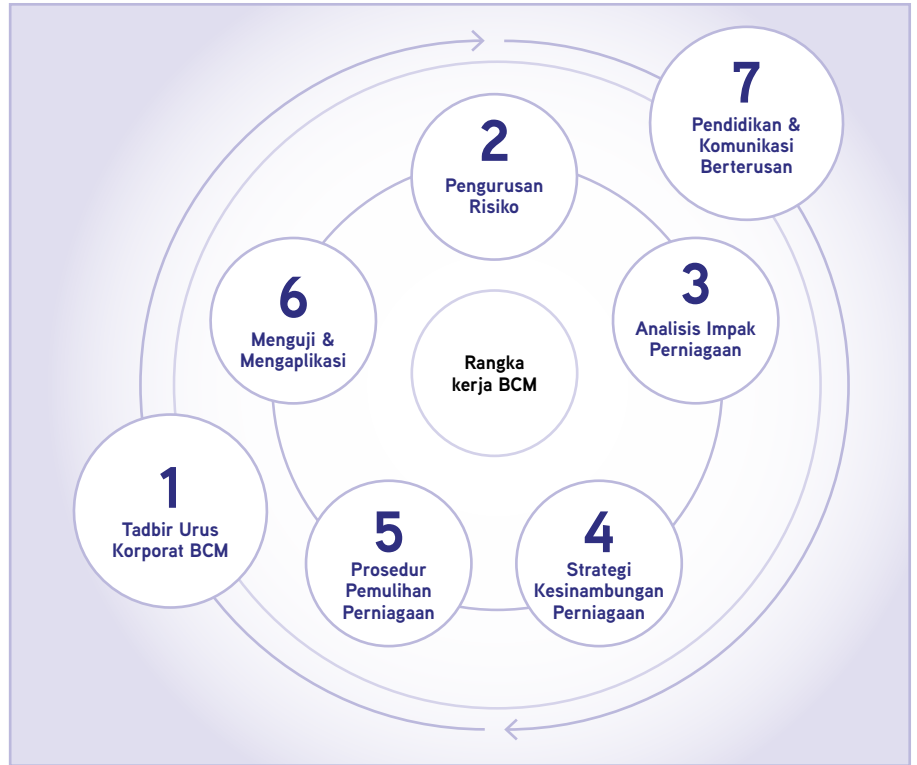 1
Tadbir Urus
Korporat BCM
2
Pengurusan
Risiko
3
Analisis Impak
Perniagaan
4
Strategi
Kesinambungan
Perniagaan
5
Prosedur
Pemulihan
Perniagaan
6
Menguji &
Mengaplikasi
7
Pendidikan &
Komunikasi
Berterusan
Rangka
kerja BCM